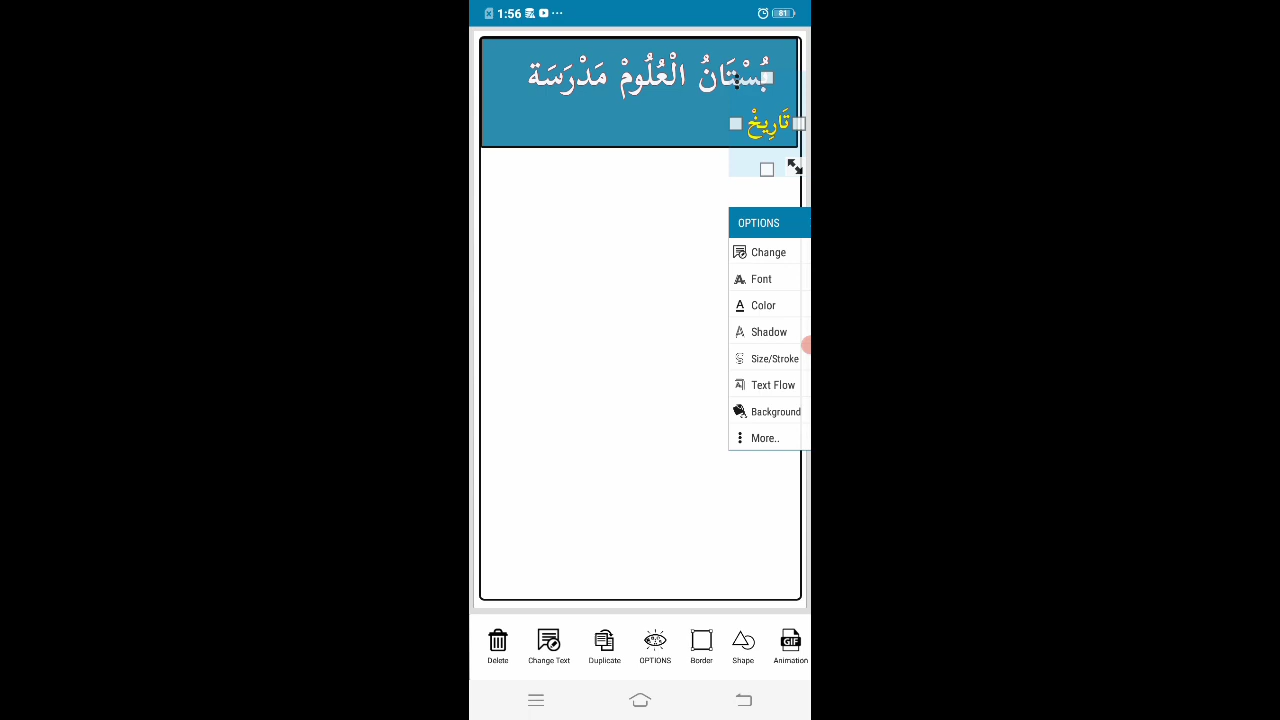 1:56
81
بُسْتَانُ الْعُلُومْ مَدْرَسَة
تَارِيخْ
OPTIONS
Change
Font
Color
Shadow
Size/Stroke
Text Flow
Background
More..
Delete
Change Text
Duplicate
OPTIONS
Border
Shape
GIF
Animation